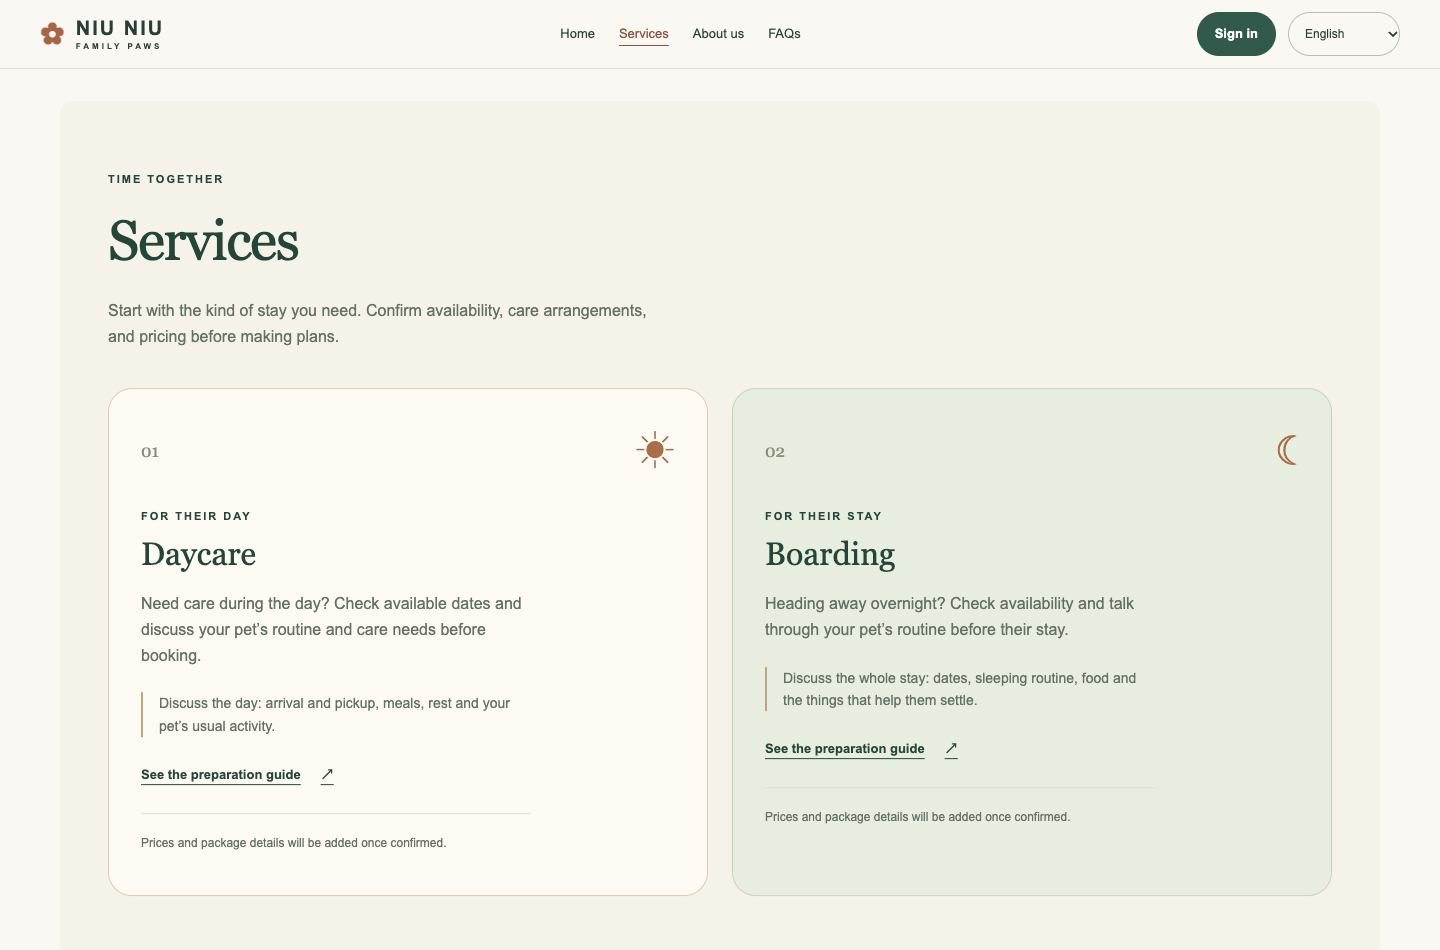 NIU NIU
FAMILY PAWS
Home
Services
About us
FAQs
Sign in
English
TIME TOGETHER
Services
Start with the kind of stay you need. Confirm availability, care arrangements,
and pricing before making plans.
01
FOR THEIR DAY
Daycare
Need care during the day? Check available dates and
discuss your pet’s routine and care needs before
booking.
Discuss the day: arrival and pickup, meals, rest and your
pet’s usual activity.
See the preparation guide ↗
Prices and package details will be added once confirmed.
02
FOR THEIR STAY
Boarding
Heading away overnight? Check availability and talk
through your pet’s routine before their stay.
Discuss the whole stay: dates, sleeping routine, food and
the things that help them settle.
See the preparation guide ↗
Prices and package details will be added once confirmed.